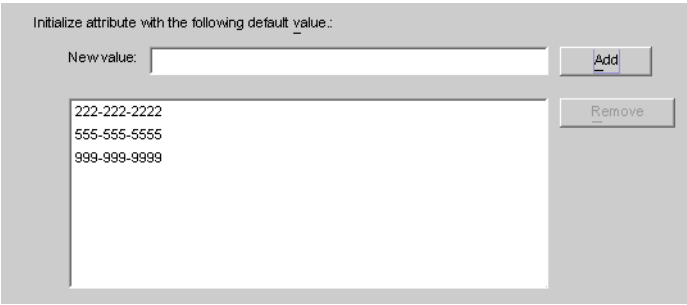 Initialize attribute with the following default value.:
New value:
Add
222-222-2222
555-555-5555
999-999-9999
Remove